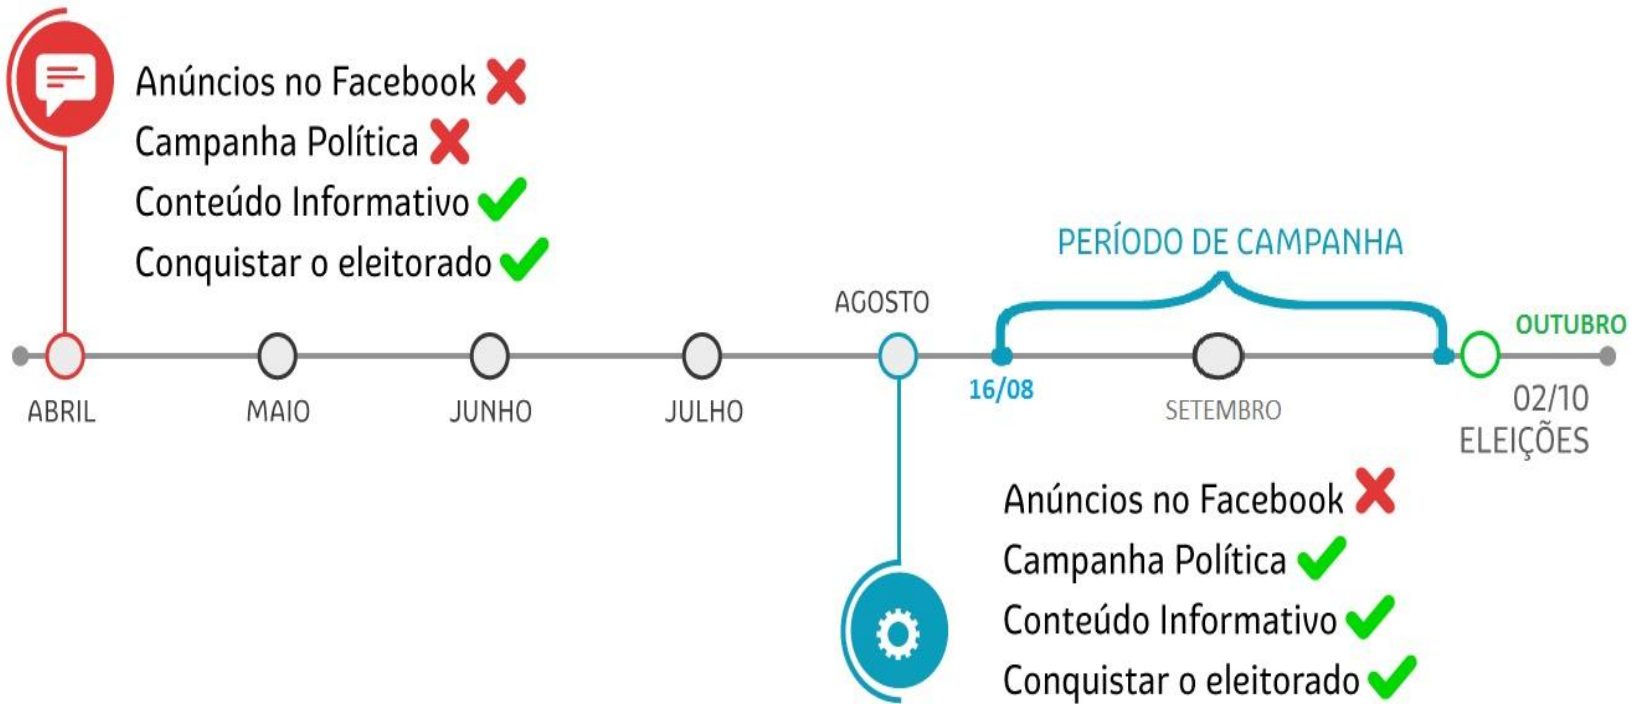 Anúncios no Facebook
Campanha Política
Conteúdo Informativo
Conquistar o eleitorado
PERÍODO DE CAMPANHA
AGOSTO
OUTUBRO
16/08
ABRIL
MAIO
JUNHO
JULHO
SETEMBRO
02/10
ELEIÇÕES
Anúncios no Facebook
Campanha Política
Conteúdo Informativo
Conquistar o eleitorado